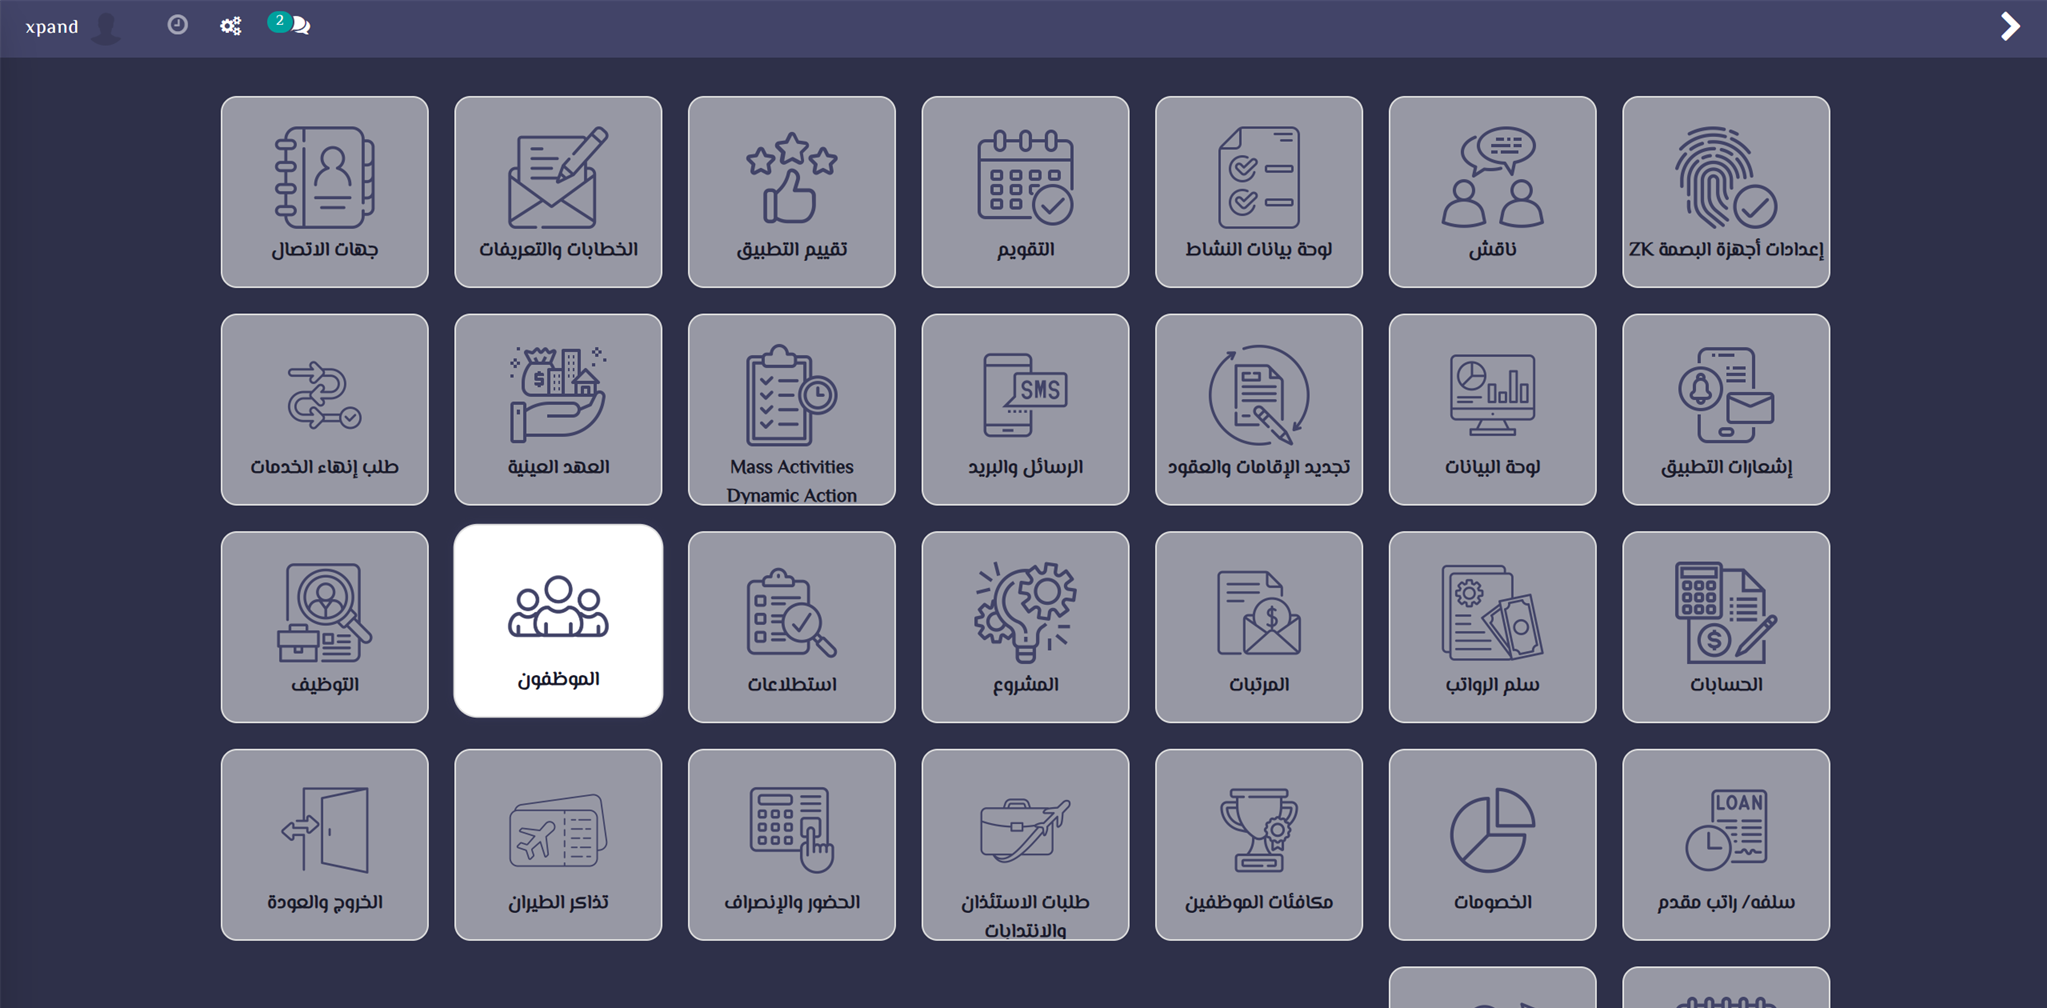 xpand
2
إعدادات أجهزة البصمة ZK
ناقش
لوحة بيانات النشاط
التقويم
تقييم التطبيق
الخطابات والتعريفات
جهات الاتصال
إشعارات التطبيق
لوحة البيانات
تجديد الإقامات والعقود
SMS
الرسائل والبريد
Mass Activities
Dynamic Action
العهد العينية
طلب إنهاء الخدمات
الحسابات
سلم الرواتب
المرتبات
المشروع
استطلاعات
الموظفون
التوظيف
LOAN
سلفه/ راتب مقدم
الخصومات
مكافئات الموظفين
طلبات الاستئذان
والانتدابات
الحضور والإنصراف
تذاكر الطيران
الخروج والعودة